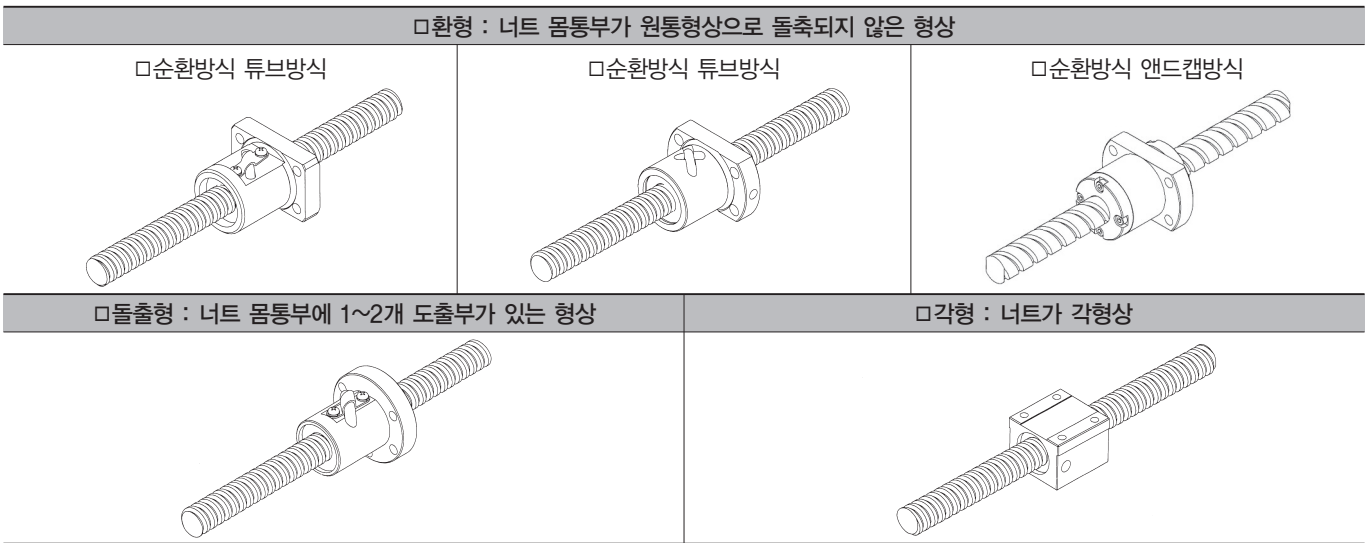 □환형 : 너트 몸통부가 원통형상으로 돌축되지 않은 형상
□순환방식 튜브방식
□순환방식 튜브방식
□순환방식 앤드캡방식
□돌출형 : 너트 몸통부에 1~2개 도출부가 있는 형상
□각형 : 너트가 각형상